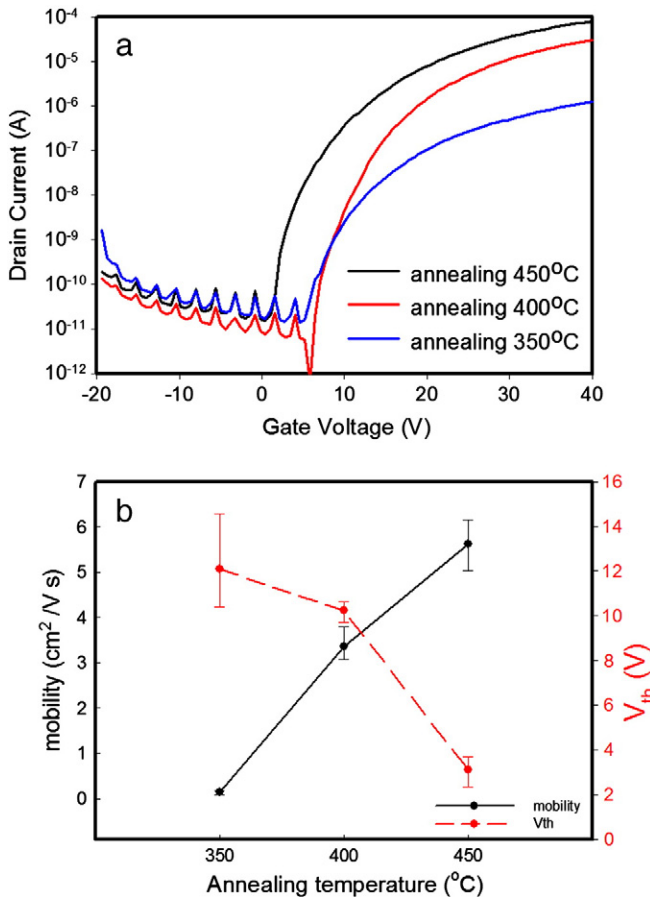 a
10⁻⁴
10⁻⁵
10⁻⁶
10⁻⁷
10⁻⁸
10⁻⁹
10⁻¹⁰
10⁻¹¹
10⁻¹²
Drain Current (A)
annealing 450°C
annealing 400°C
annealing 350°C
-20 -10 0 10 20 30 40
Gate Voltage (V)
b
7
6
5
4
3
2
1
0
mobility (cm² /V s)
16
14
12
10
8
6
4
2
0
V_th (V)
mobility
Vth
350 400 450
Annealing temperature (°C)